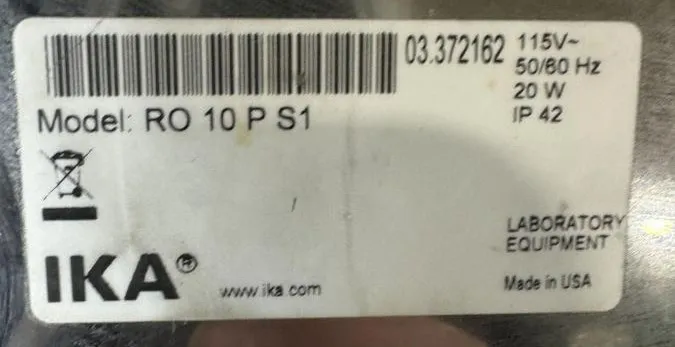 03.372162
115V~
50/60 Hz
20 W
IP 42
Model: RO 10 P S1
LABORATORY
EQUIPMENT
IKA®
www.ika.com
Made in USA